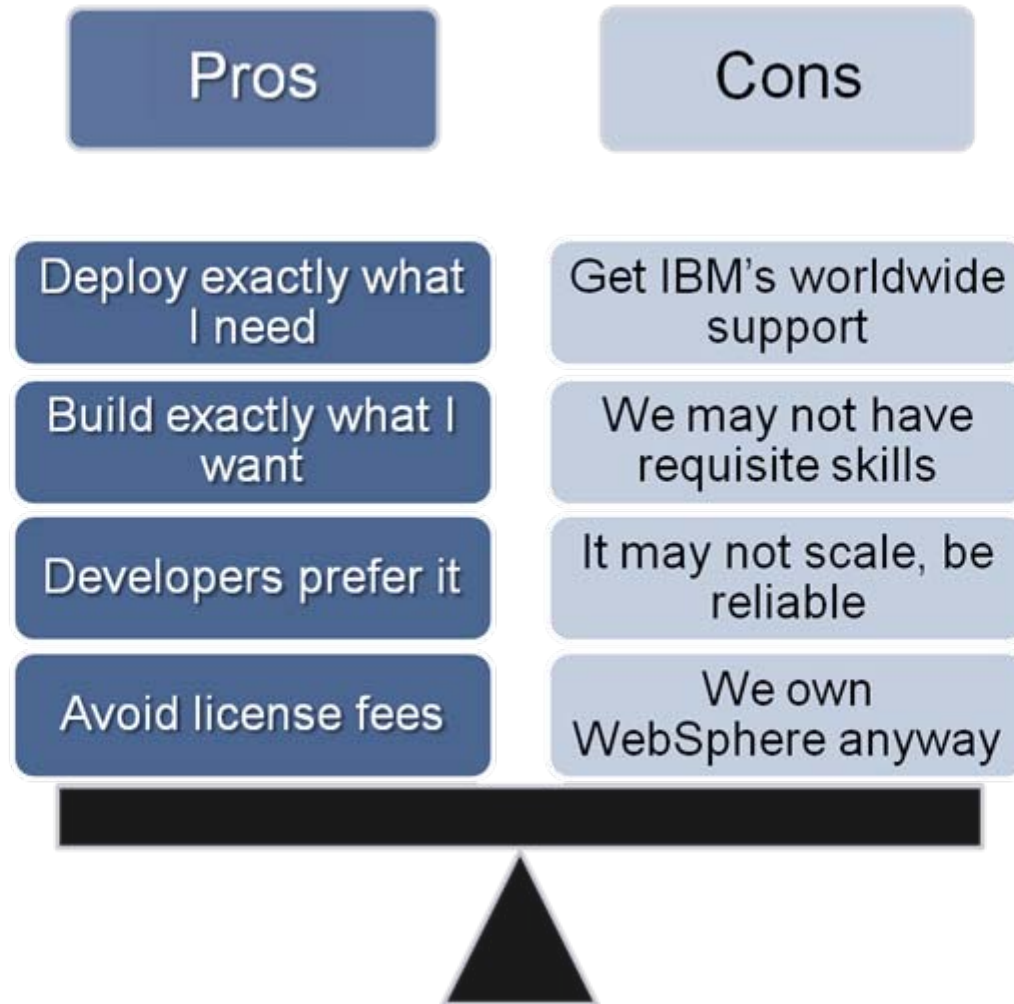 Pros
Cons
Deploy exactly what
I need
Get IBM's worldwide
support
Build exactly what I
want
We may not have
requisite skills
Developers prefer it
It may not scale, be
reliable
Avoid license fees
We own
WebSphere anyway